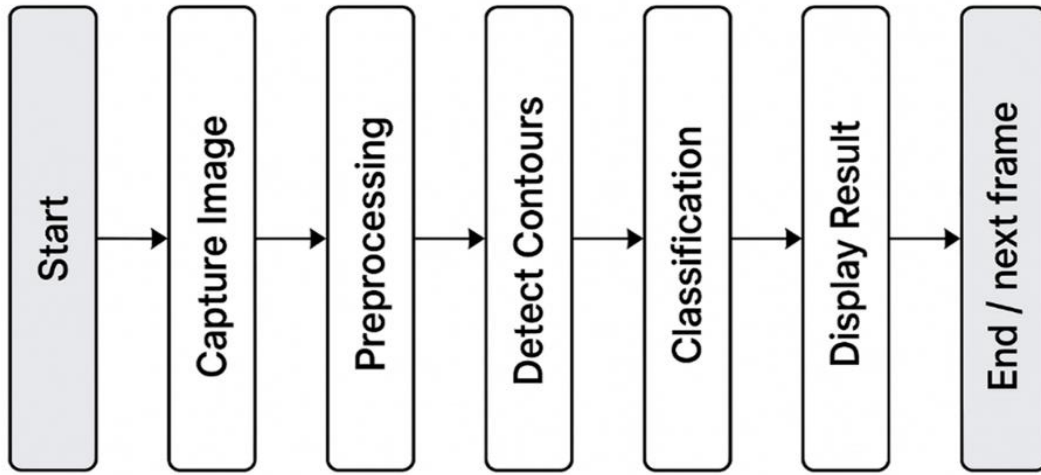 Start
Capture Image
Preprocessing
Detect Contours
Classification
Display Result
End / next frame